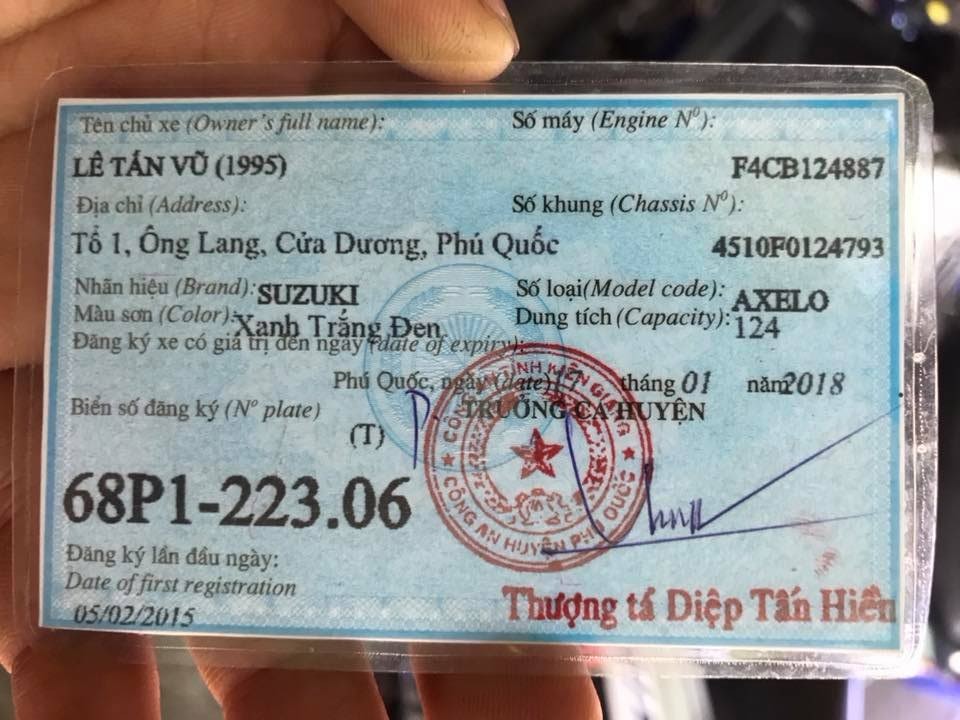 Tên chủ xe (Owner's full name):
Số máy (Engine Nº):
LÊ TẤN VŨ (1995)
F4CB124887
Địa chỉ (Address):
Số khung (Chassis Nº):
Tổ 1, Ông Lang, Cửa Dương, Phú Quốc
4510F0124793
Nhãn hiệu (Brand): SUZUKI
Số loại(Model code): AXELO
Màu sơn (Color): Xanh Trắng Đen
Dung tích (Capacity): 124
Đăng ký xe có giá trị đến ngày (date of expiry):
Phú Quốc, ngày (date) 17 tháng 01 năm 2018
Biển số đăng ký (Nº plate)
TRƯỞNG CA HUYỆN
(T)
68P1-223.06
CÔNG AN TỈNH KIÊN GIANG
CÔNG AN HUYỆN PHÚ QUỐC
Đăng ký lần đầu ngày:
Date of first registration
05/02/2015
Thượng tá Diệp Tấn Hiền